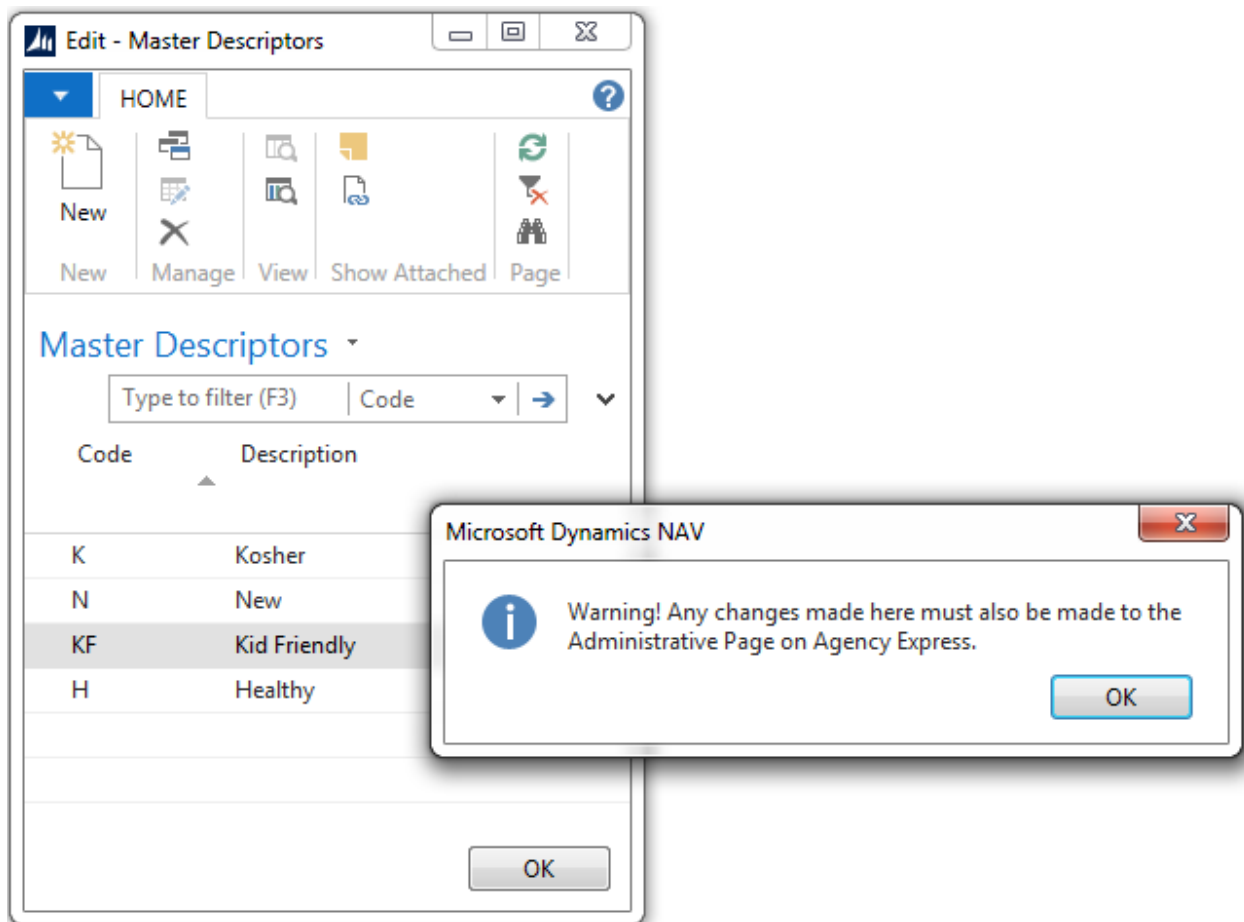 Edit - Master Descriptors
HOME
New
New Manage View Show Attached Page
Master Descriptors
Type to filter (F3) Code
Code Description
K Kosher
N New
KF Kid Friendly
H Healthy
OK
Microsoft Dynamics NAV
Warning! Any changes made here must also be made to the
Administrative Page on Agency Express.
OK